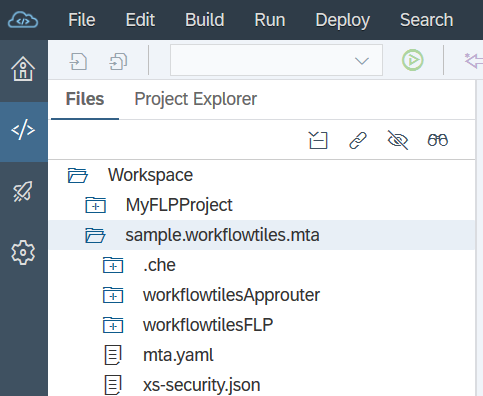 File Edit Build Run Deploy Search
Files Project Explorer
Workspace
MyFLPProject
sample.workflowtiles.mta
.che
workflowtilesApprouter
workflowtilesFLP
mta.yaml
xs-security.json